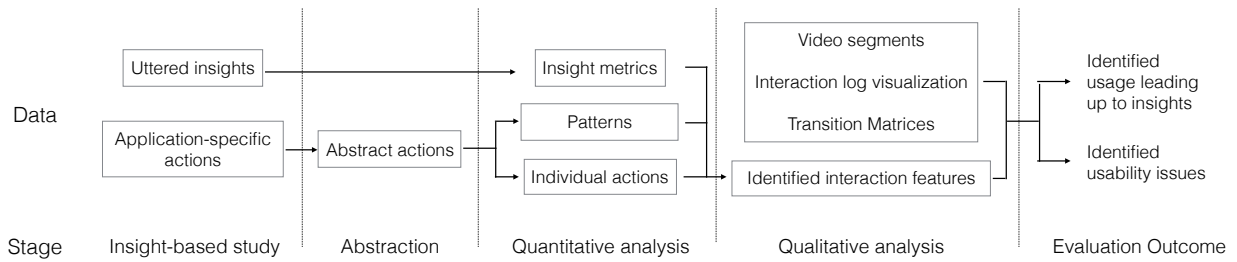 Data
Uttered insights
Application-specific
actions
Abstract actions
Insight metrics
Patterns
Individual actions
Video segments
Interaction log visualization
Transition Matrices
Identified interaction features
Identified
usage leading
up to insights
Identified
usability issues
Stage
Insight-based study
Abstraction
Quantitative analysis
Qualitative analysis
Evaluation Outcome